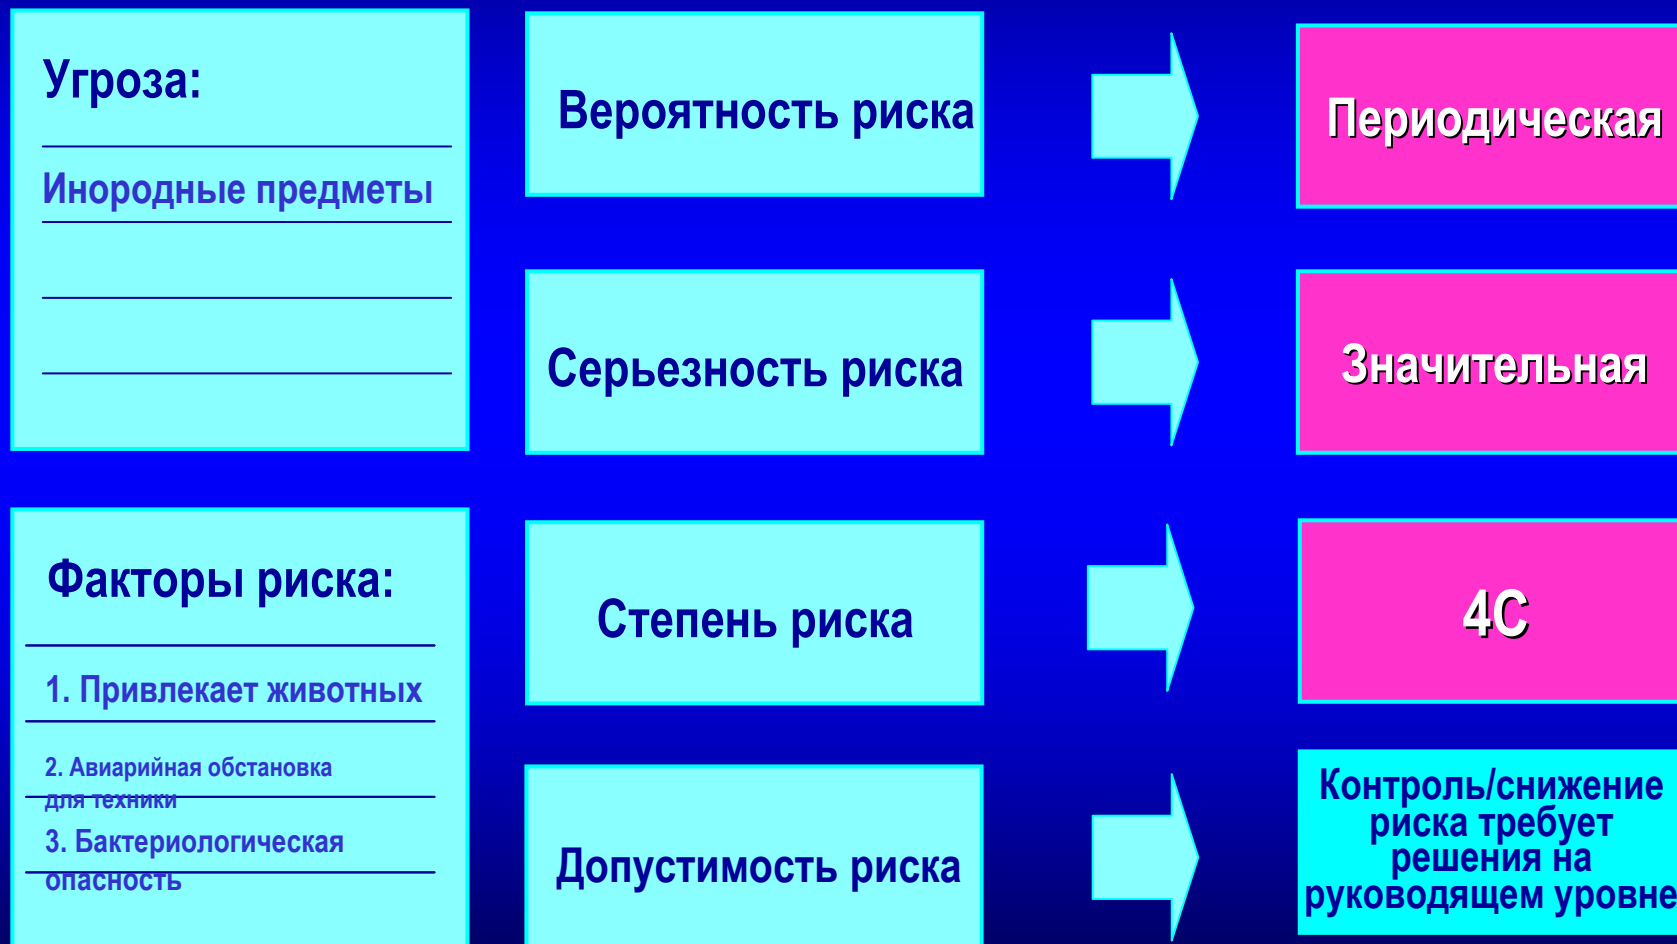 Угроза:
Инородные предметы
Факторы риска:
1. Привлекает животных
2. Авиарийная обстановка
для техники
3. Бактериологическая
опасность
Вероятность риска
Периодическая
Серьезность риска
Значительная
Степень риска
4С
Допустимость риска
Контроль/снижение
риска требует
решения на
руководящем уровне